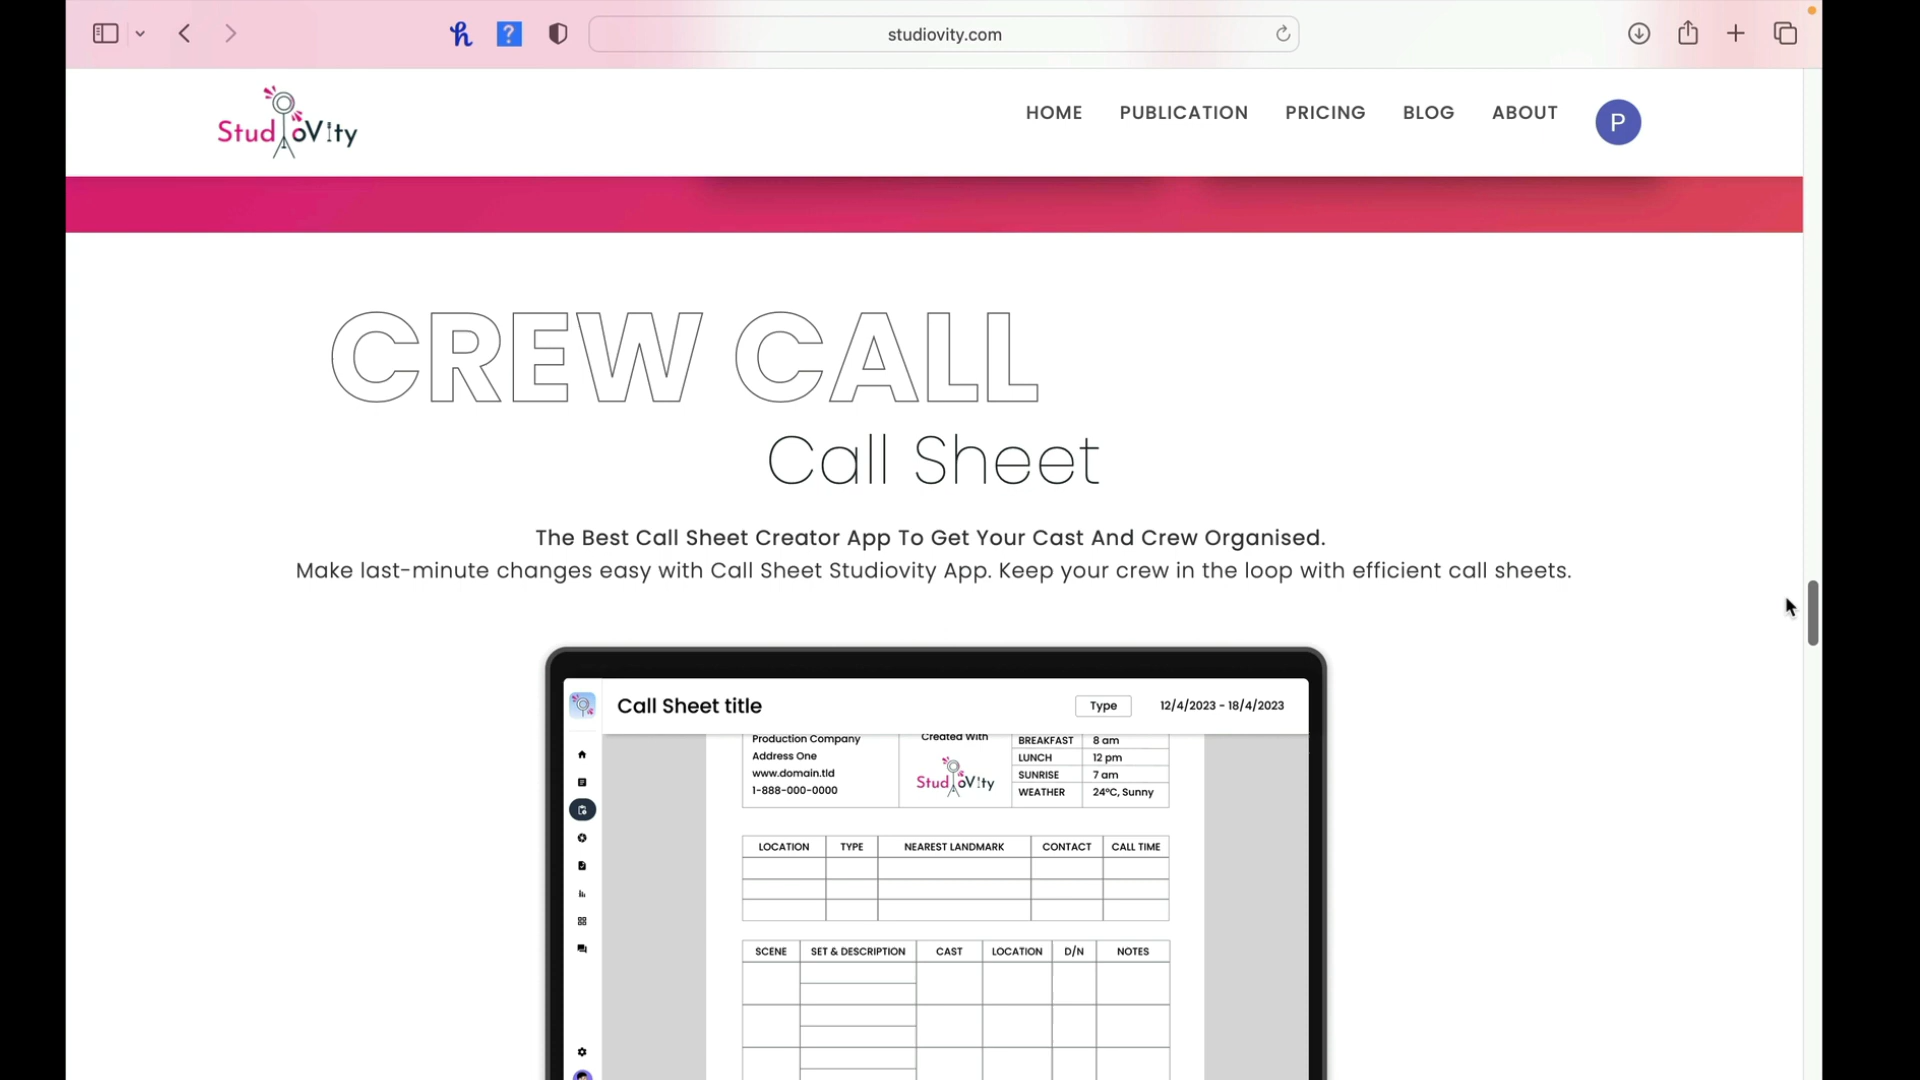 studiovity.com
StudioV!ty
HOME PUBLICATION PRICING BLOG ABOUT P
CREW CALL
Call Sheet
The Best Call Sheet Creator App To Get Your Cast And Crew Organised.
Make last-minute changes easy with Call Sheet Studiovity App. Keep your crew in the loop with efficient call sheets.
Call Sheet title Type 12/4/2023 - 18/4/2023
Production Company
Address One
www.domain.tld
1-888-000-0000
Created With
StudioV!ty
BREAKFAST 8 am
LUNCH 12 pm
SUNRISE 7 am
WEATHER 24°C, Sunny
LOCATION TYPE NEAREST LANDMARK CONTACT CALL TIME
SCENE SET & DESCRIPTION CAST LOCATION D/N NOTES